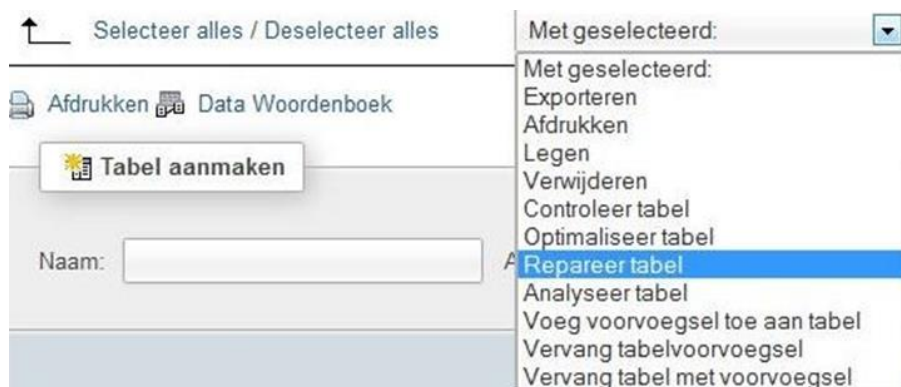 Selecteer alles / Deselecteer alles
Met geselecteerd:
Met geselecteerd:
Exporteren
Afdrukken
Legen
Verwijderen
Controleer tabel
Optimaliseer tabel
Repareer tabel
Analyseer tabel
Voeg voorvoegsel toe aan tabel
Vervang tabelvoorvoegsel
Vervang tabel met voorvoegsel
Afdrukken Data Woordenboek
Tabel aanmaken
Naam: